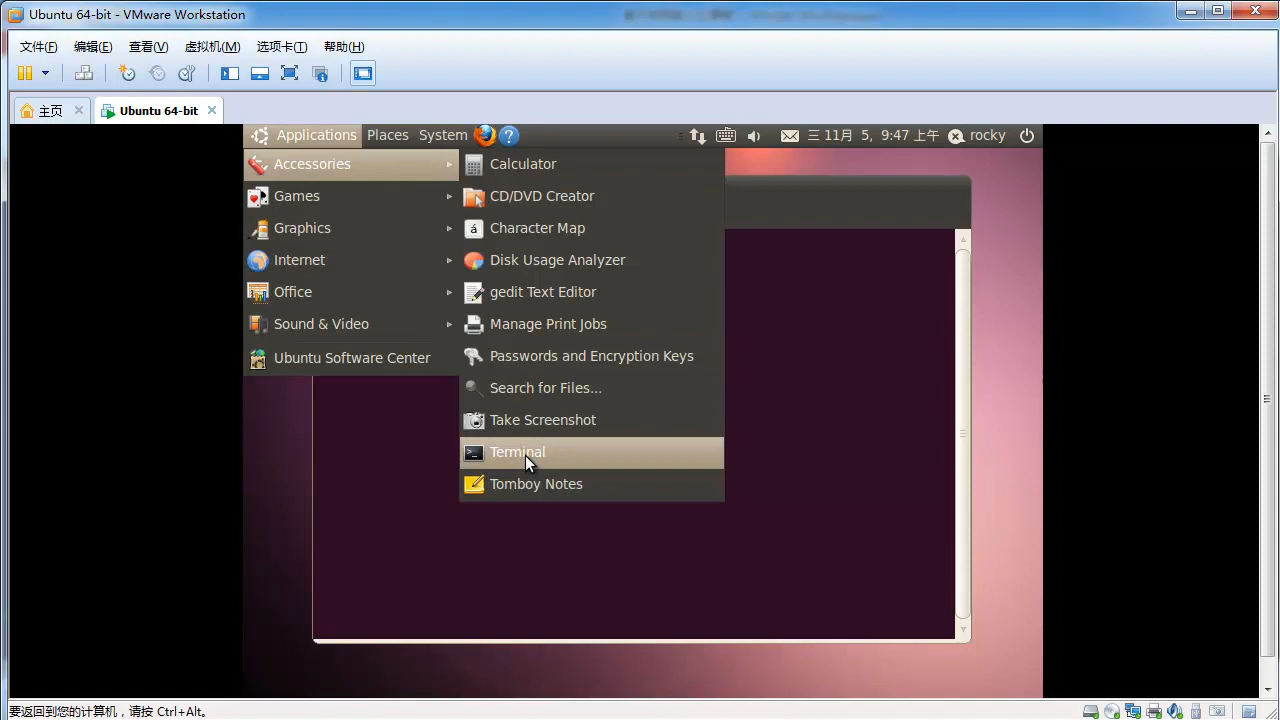 Ubuntu 64-bit - VMware Workstation
文件(F) 编辑(E) 查看(V) 虚拟机(M) 选项卡(T) 帮助(H)
主页 Ubuntu 64-bit
Applications Places System 三 11月 5, 9:47 上午 rocky
Accessories
Games
Graphics
Internet
Office
Sound & Video
Ubuntu Software Center
Calculator
CD/DVD Creator
Character Map
Disk Usage Analyzer
gedit Text Editor
Manage Print Jobs
Passwords and Encryption Keys
Search for Files...
Take Screenshot
Terminal
Tomboy Notes
要返回到您的计算机，请按 Ctrl+Alt。